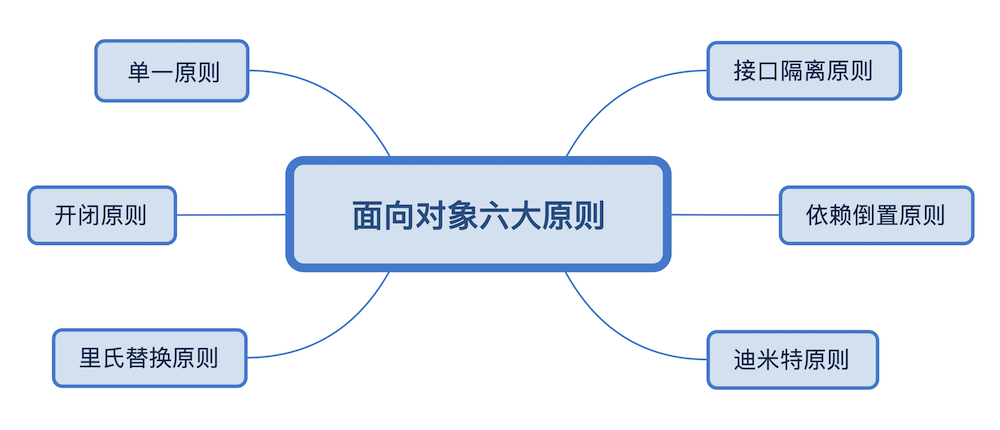 单一原则
接口隔离原则
开闭原则
面向对象六大原则
依赖倒置原则
里氏替换原则
迪米特原则